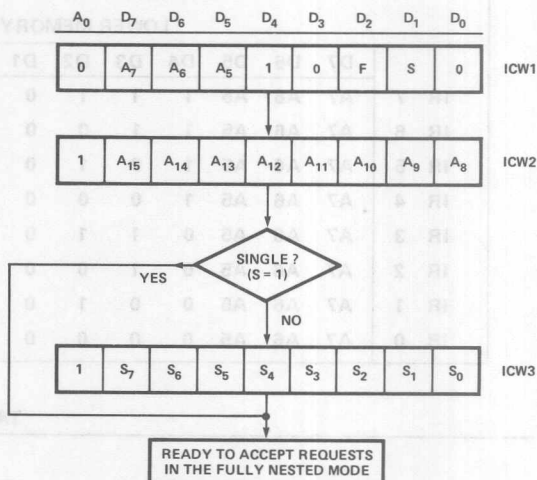 A0 D7 D6 D5 D4 D3 D2 D1 D0
0 A7 A6 A5 0 F S 0 ICW1
1 A15 A14 A13 A12 A11 A10 A9 A8 ICW2
SINGLE ?
(S = 1)
YES
NO
1 S7 S6 S5 S4 S3 S2 S1 S0 ICW3
READY TO ACCEPT REQUESTS
IN THE FULLY NESTED MODE